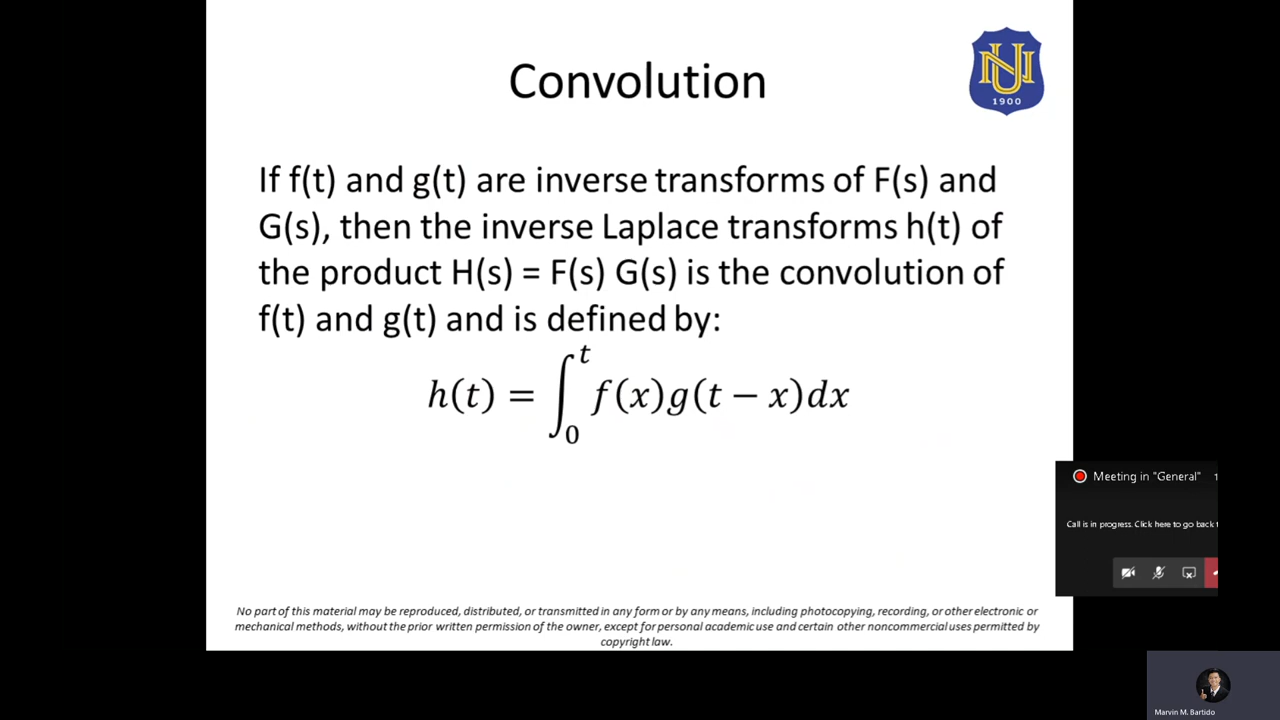 Convolution
NU
1900
If f(t) and g(t) are inverse transforms of F(s) and
G(s), then the inverse Laplace transforms h(t) of
the product H(s) = F(s) G(s) is the convolution of
f(t) and g(t) and is defined by:
h(t) = ∫₀ᵗ f(x)g(t − x)dx
Meeting in "General"
Call is in progress. Click here to go back
No part of this material may be reproduced, distributed, or transmitted in any form or by any means, including photocopying, recording, or other electronic or
mechanical methods, without the prior written permission of the owner, except for personal academic use and certain other noncommercial uses permitted by
copyright law.
Marvin M. Bartido